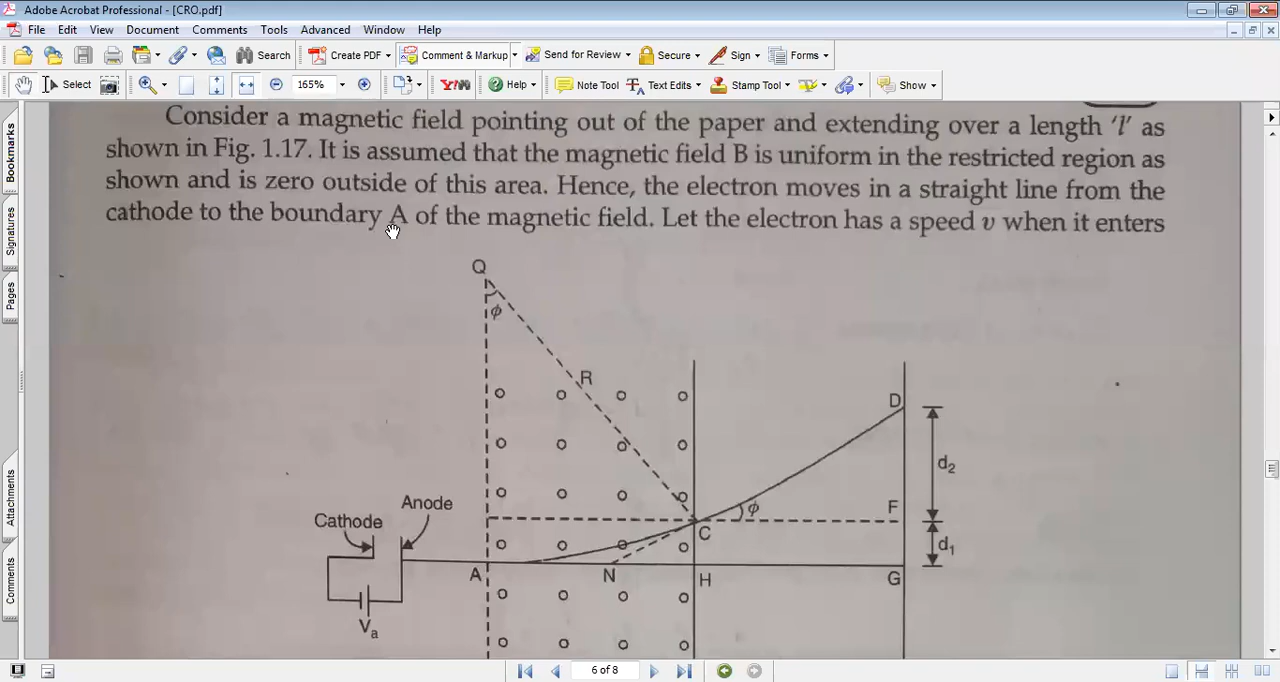 Adobe Acrobat Professional - [CRO.pdf]
File Edit View Document Comments Tools Advanced Window Help
Search Create PDF Comment & Markup Send for Review Secure Sign Forms
Select 165% Y! Help Note Tool Text Edits Stamp Tool Show
Bookmarks
Signatures
Pages
Attachments
Comments
Consider a magnetic field pointing out of the paper and extending over a length 'l' as
shown in Fig. 1.17. It is assumed that the magnetic field B is uniform in the restricted region as
shown and is zero outside of this area. Hence, the electron moves in a straight line from the
cathode to the boundary A of the magnetic field. Let the electron has a speed v when it enters
Q
ϕ
R
D
d2
Anode
Cathode
ϕ
F
C
d1
A N H G
Va
6 of 8